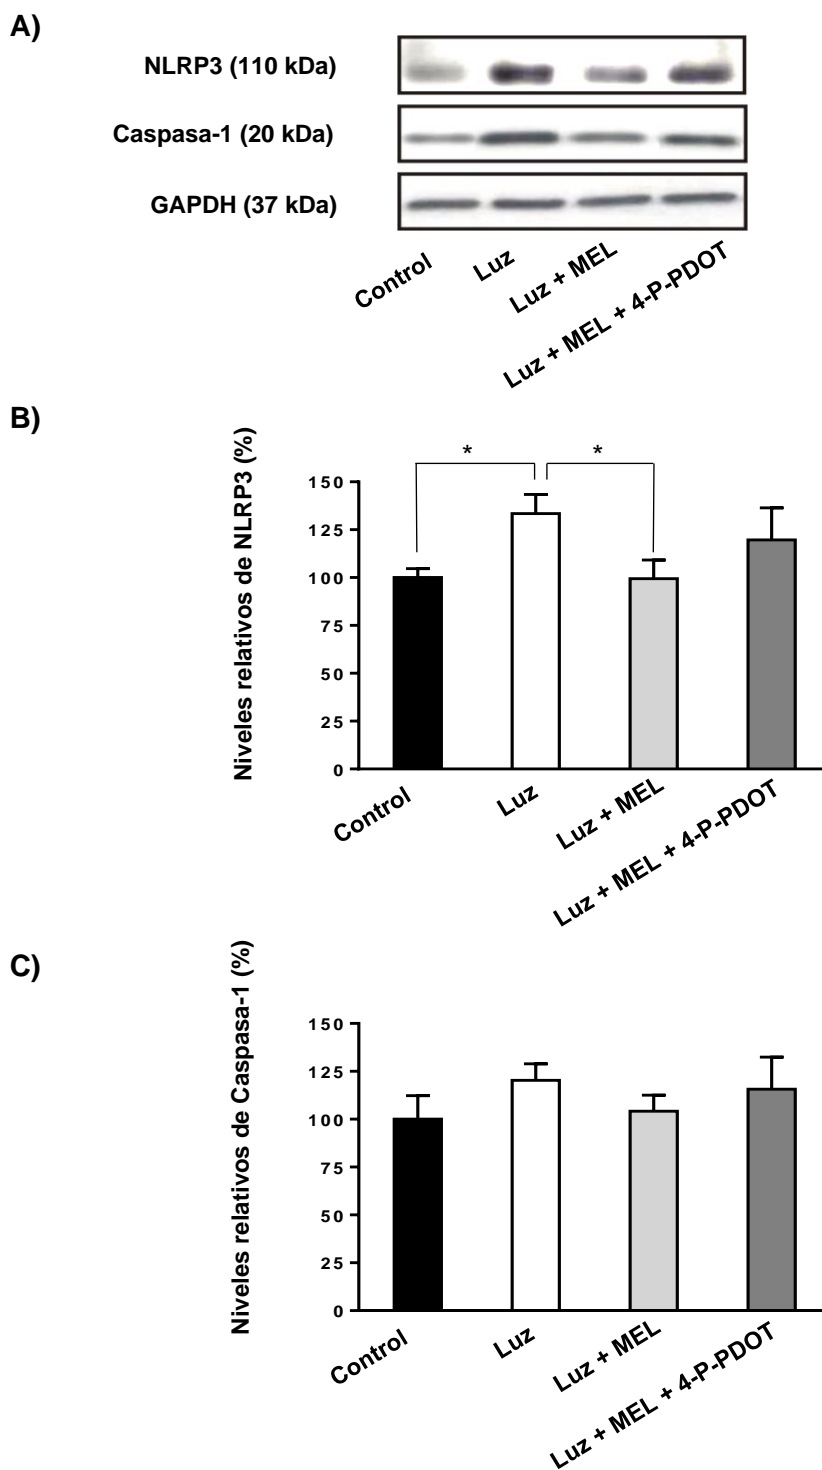 A)
NLRP3 (110 kDa)
Caspasa-1 (20 kDa)
GAPDH (37 kDa)
Control
Luz
Luz + MEL
Luz + MEL + 4-P-PDOT
B)
Niveles relativos de NLRP3 (%)
* *
150
125
100
75
50
25
0
Control
Luz
Luz + MEL
Luz + MEL + 4-P-PDOT
C)
Niveles relativos de Caspasa-1 (%)
150
125
100
75
50
25
0
Control
Luz
Luz + MEL
Luz + MEL + 4-P-PDOT